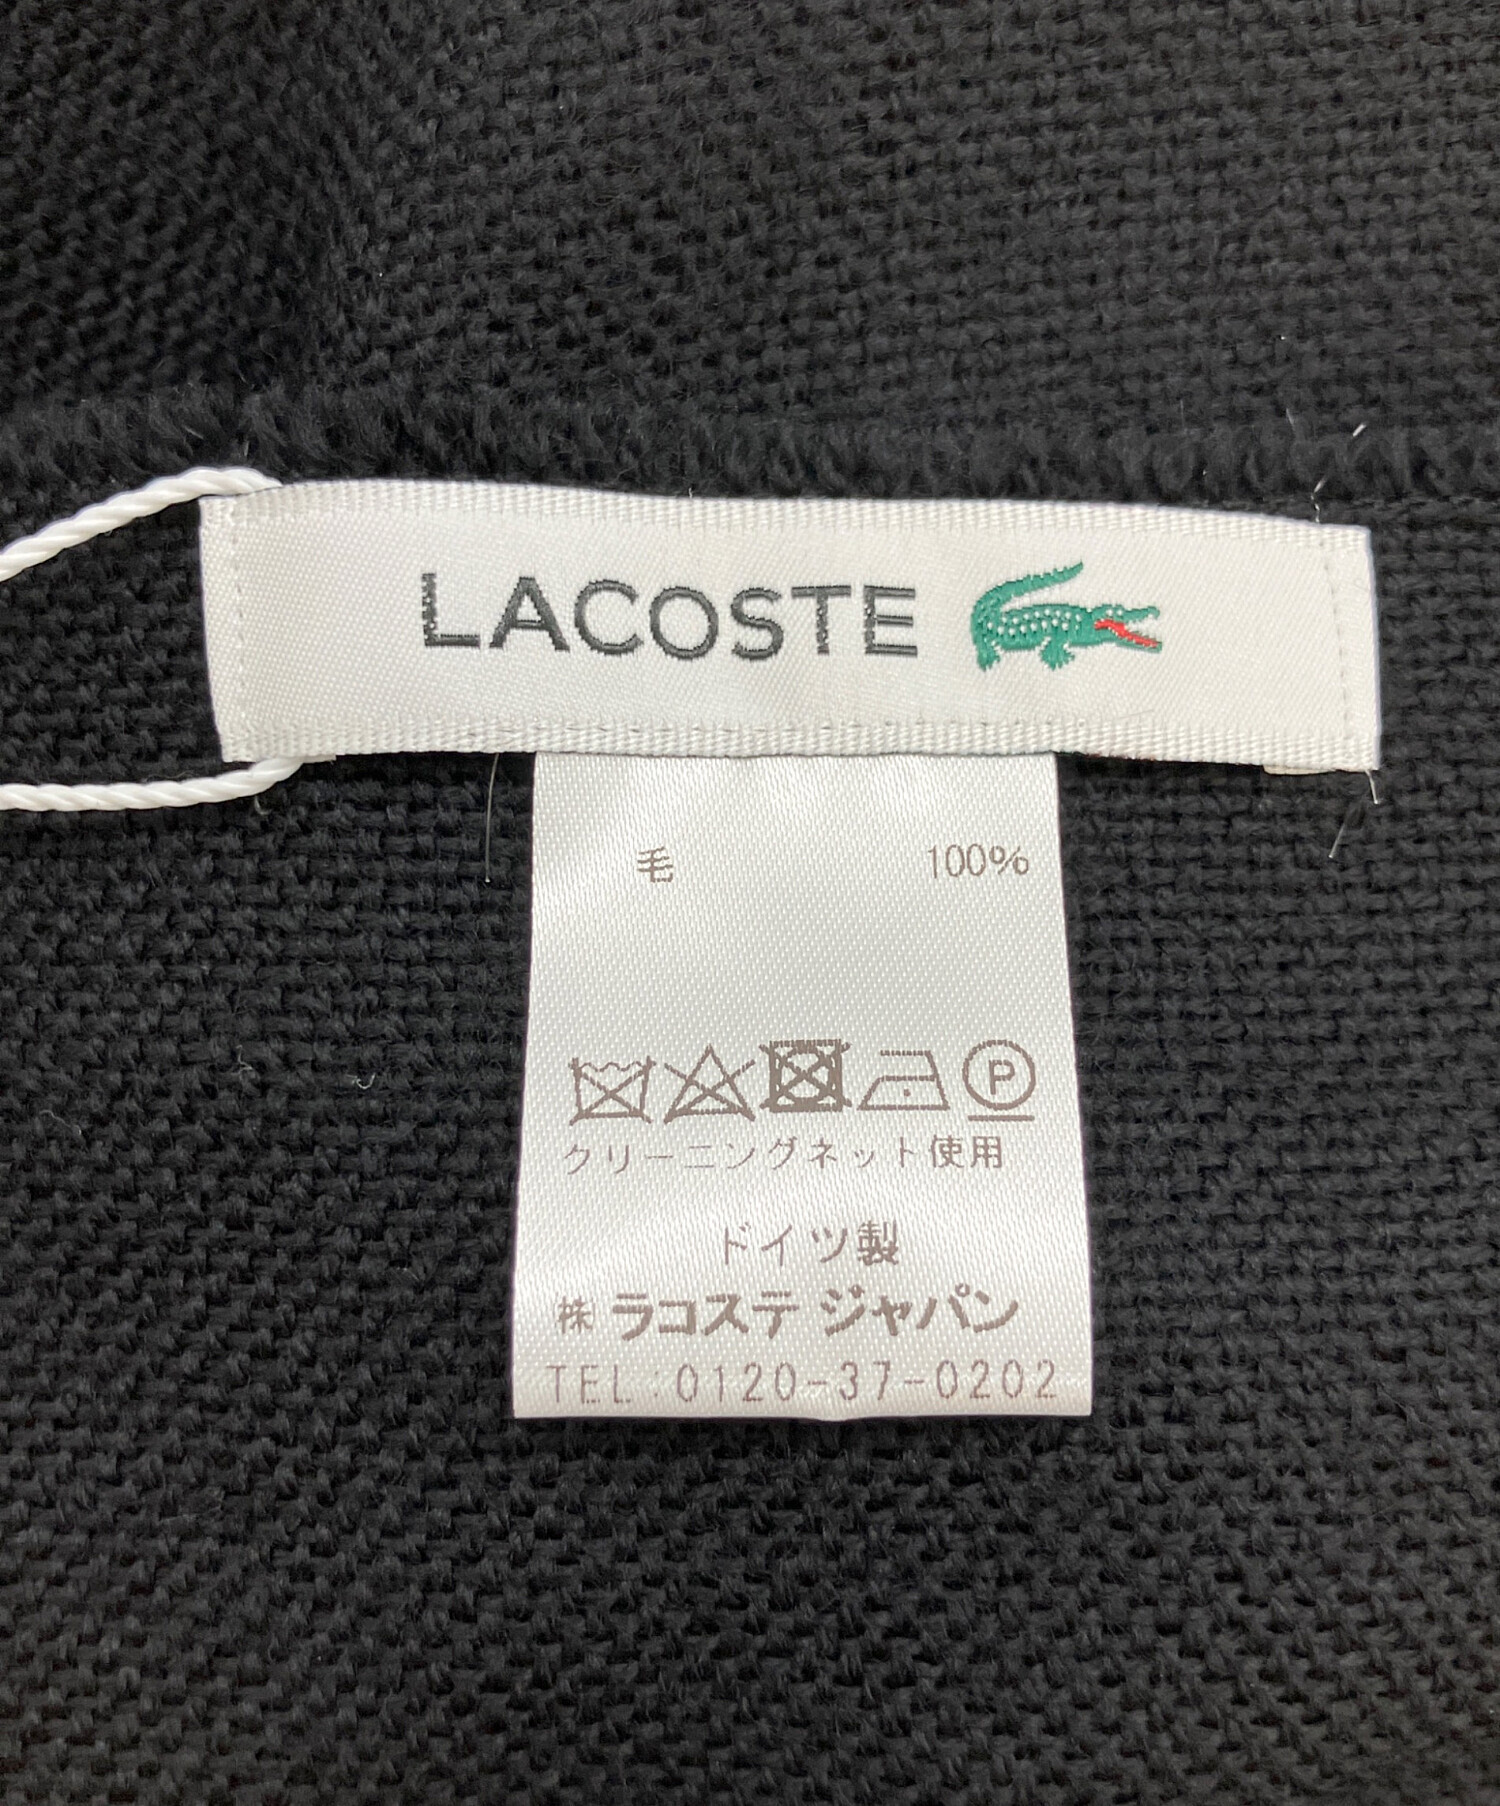 LACOSTE
毛 100%
P
クリーニングネット使用
ドイツ製
株 ラコステ ジャパン
TEL:0120-37-0202